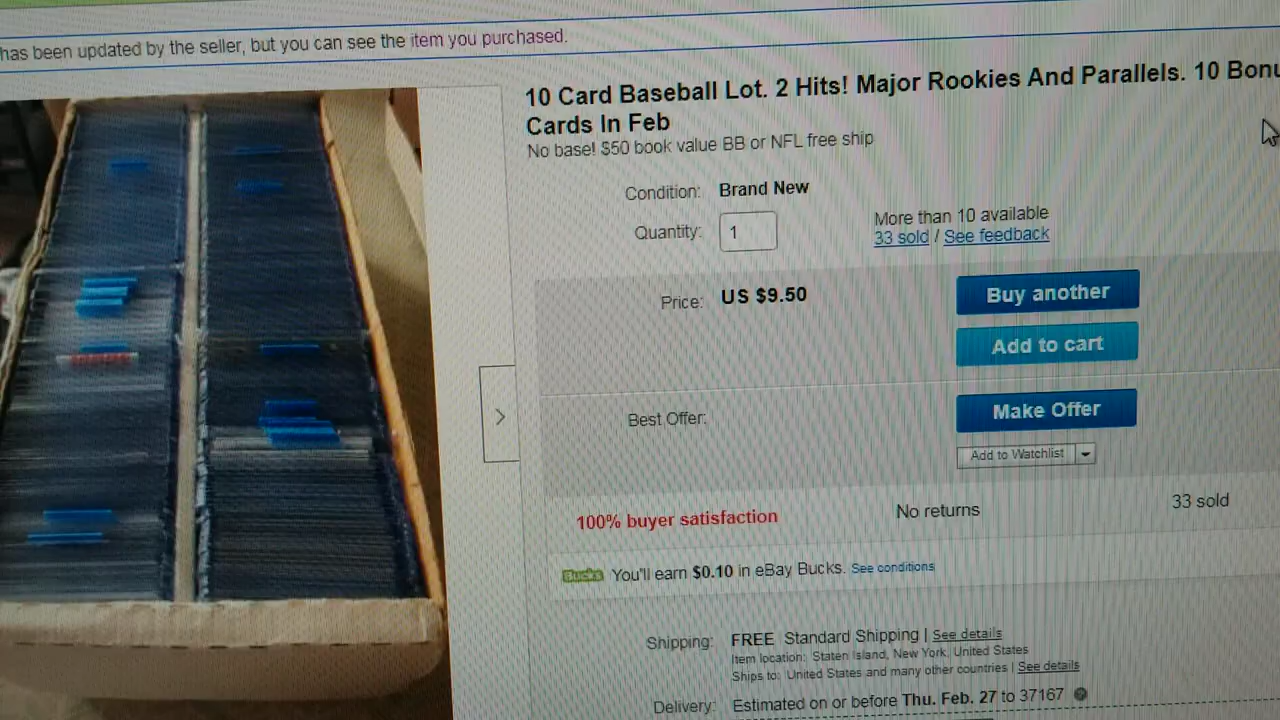 has been updated by the seller, but you can see the item you purchased.
10 Card Baseball Lot. 2 Hits! Major Rookies And Parallels. 10
Cards In Feb
No base! $50 book value BB or NFL free ship
Condition: Brand New
Quantity: 1
More than 10 available
33 sold / See feedback
Price: US $9.50
Buy another
Add to cart
Best Offer:
Make Offer
Add to Watchlist
100% buyer satisfaction
No returns
33 sold
Bucks You'll earn $0.10 in eBay Bucks. See conditions
Shipping: FREE Standard Shipping | See details
Item location: Staten Island, New York, United States
Ships to: United States and many other countries | See details
Delivery: Estimated on or before Thu. Feb. 27 to 37167